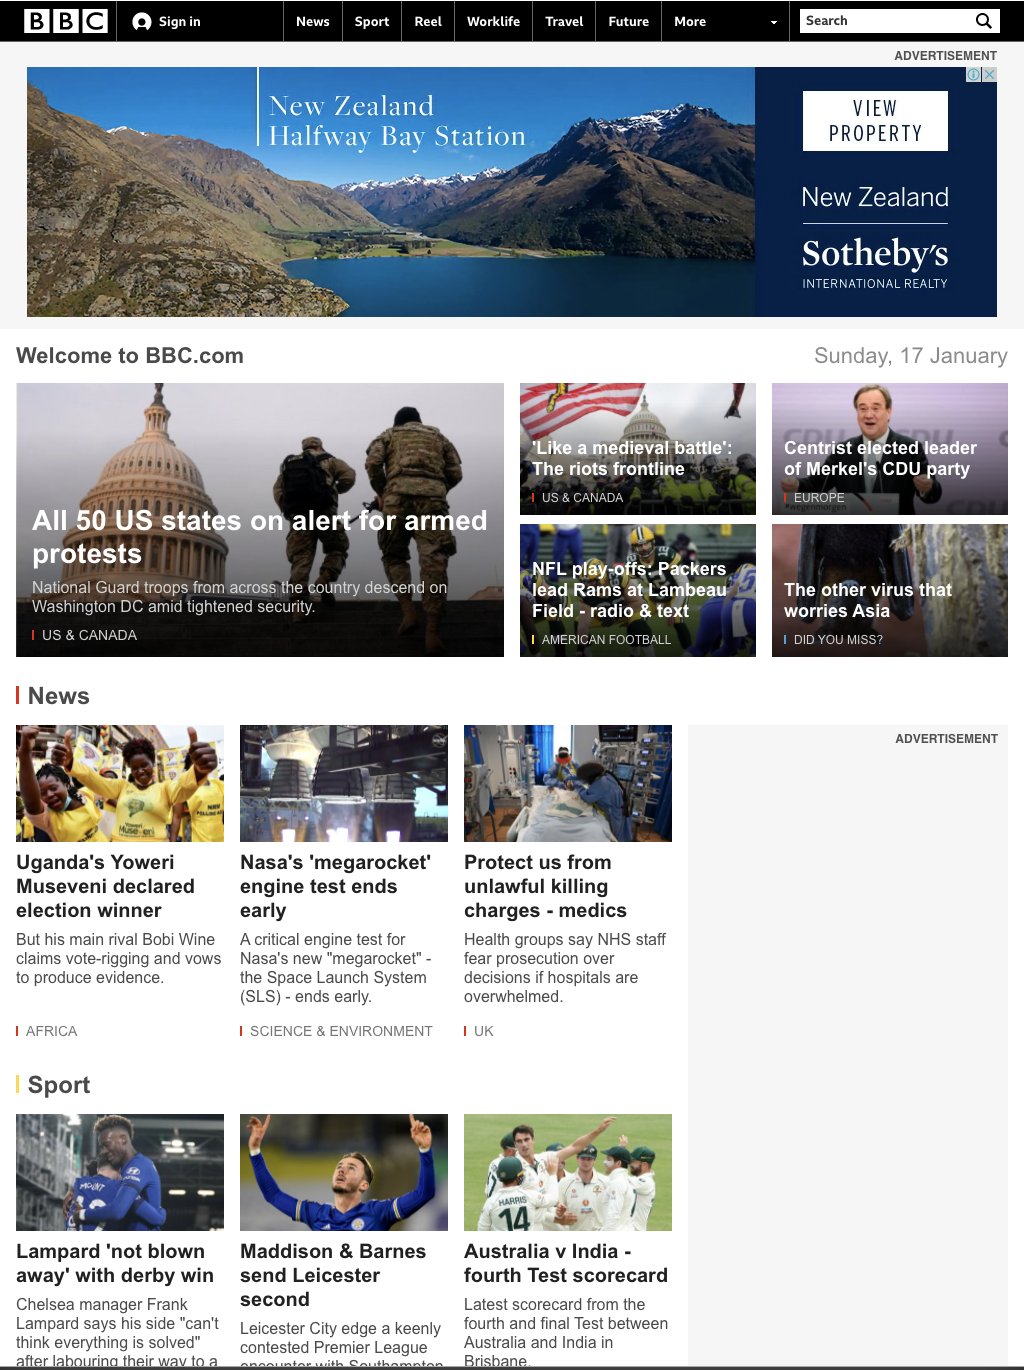 BBC
Sign in
News
Sport
Reel
Worklife
Travel
Future
More
Search
ADVERTISEMENT
New Zealand
Halfway Bay Station
VIEW
PROPERTY
New Zealand
Sotheby's
INTERNATIONAL REALTY
Welcome to BBC.com
Sunday, 17 January
All 50 US states on alert for armed
protests
National Guard troops from across the country descend on
Washington DC amid tightened security.
US & CANADA
'Like a medieval battle':
The riots frontline
US & CANADA
Centrist elected leader
of Merkel's CDU party
EUROPE
#wegenmorgen
NFL play-offs: Packers
lead Rams at Lambeau
Field - radio & text
AMERICAN FOOTBALL
The other virus that
worries Asia
DID YOU MISS?
News
ADVERTISEMENT
Uganda's Yoweri
Museveni declared
election winner
But his main rival Bobi Wine
claims vote-rigging and vows
to produce evidence.
AFRICA
Nasa's 'megarocket'
engine test ends
early
A critical engine test for
Nasa's new "megarocket" -
the Space Launch System
(SLS) - ends early.
SCIENCE & ENVIRONMENT
Protect us from
unlawful killing
charges - medics
Health groups say NHS staff
fear prosecution over
decisions if hospitals are
overwhelmed.
UK
Sport
MOUNT
HARRIS
14
Lampard 'not blown
away' with derby win
Chelsea manager Frank
Lampard says his side "can't
think everything is solved"
after labouring their way to a
Maddison & Barnes
send Leicester
second
Leicester City edge a keenly
contested Premier League
encounter with Southampton
Australia v India -
fourth Test scorecard
Latest scorecard from the
fourth and final Test between
Australia and India in
Brisbane.